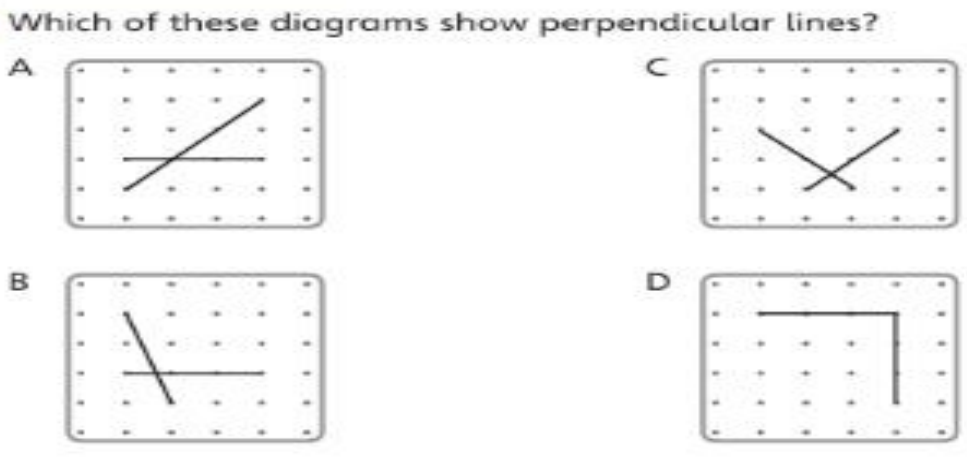 Which of these diagrams show perpendicular lines?
A
C
B
D